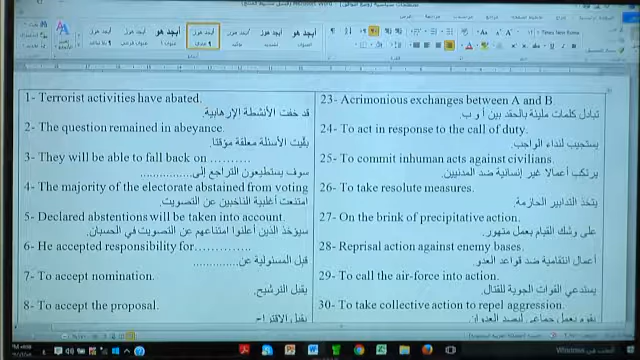 1- Terrorist activities have abated.
قد خفت الأنشطة الإرهابية.
2- The question remained in abeyance.
بقيت الأسئلة معلقة مؤقتا.
3- They will be able to fall back on ..........
سوف يستطيعون التراجع إلى................
4- The majority of the electorate abstained from voting
امتنعت أغلبية الناخبين عن التصويت.
5- Declared abstentions will be taken into account.
سيؤخذ الذين أعلنوا امتناعهم عن التصويت في الحسبان.
6- He accepted responsibility for.............
قبل المسئولية عن.............
7- To accept nomination.
يقبل الترشيح.
8- To accept the proposal.
يقبل الاقتراح.
23- Acrimonious exchanges between A and B.
تبادل كلمات مليئة بالحقد بين أ و ب.
24- To act in response to the call of duty.
يستجيب لنداء الواجب.
25- To commit inhuman acts against civilians.
يرتكب أعمالا غير إنسانية ضد المدنيين.
26- To take resolute measures.
يتخذ التدابير الحازمة.
27- On the brink of precipitative action.
على وشك القيام بعمل متهور.
28- Reprisal action against enemy bases.
أعمال انتقامية ضد قواعد العدو.
29- To call the air-force into action.
يستدعي القوات الجوية للقتال.
30- To take collective action to repel aggression.
يقوم بعمل جماعي لصد العدوان.